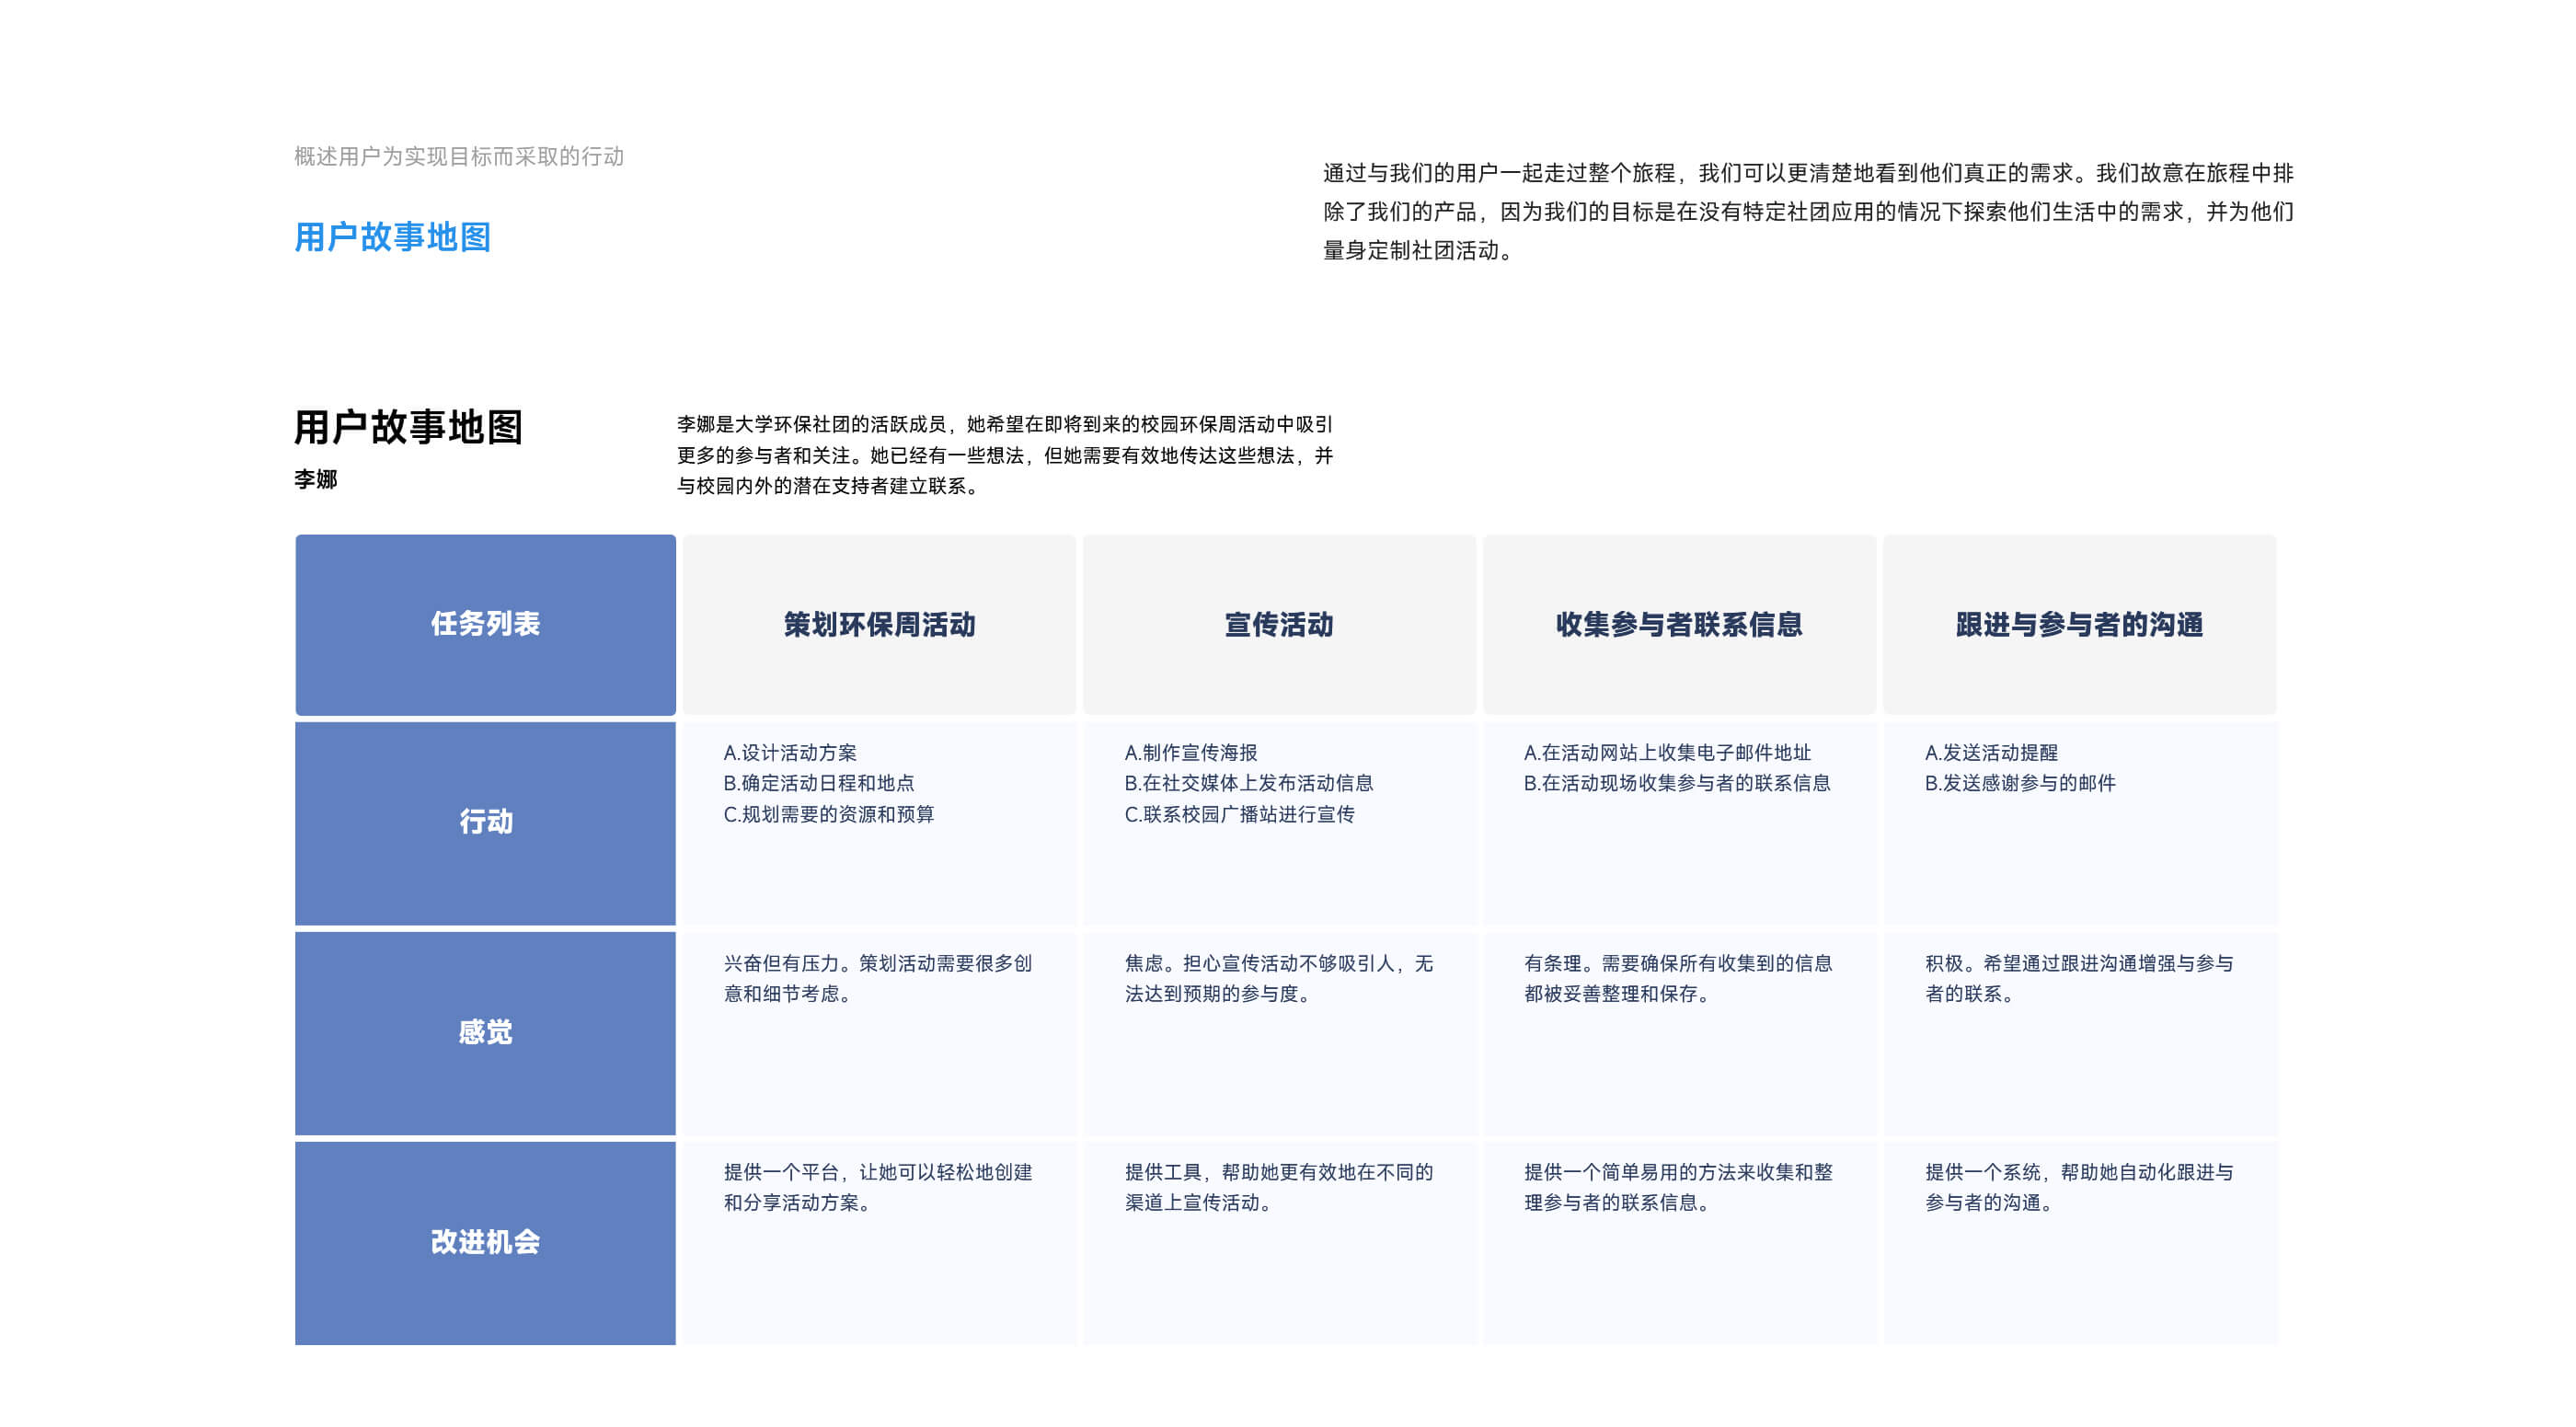 概述用户为实现目标而采取的行动
用户故事地图
通过与我们的用户一起走过整个旅程，我们可以更清楚地看到他们真正的需求。我们故意在旅程中排
除了我们的产品，因为我们的目标是在没有特定社团应用的情况下探索他们生活中的需求，并为他们
量身定制社团活动。
用户故事地图
李娜
李娜是大学环保社团的活跃成员，她希望在即将到来的校园环保周活动中吸引
更多的参与者和关注。她已经有一些想法，但她需要有效地传达这些想法，并
与校园内外的潜在支持者建立联系。
任务列表
策划环保周活动
宣传活动
收集参与者联系信息
跟进与参与者的沟通
行动
A.设计活动方案
B.确定活动日程和地点
C.规划需要的资源和预算
A.制作宣传海报
B.在社交媒体上发布活动信息
C.联系校园广播站进行宣传
A.在活动网站上收集电子邮件地址
B.在活动现场收集参与者的联系信息
A.发送活动提醒
B.发送感谢参与的邮件
感觉
兴奋但有压力。策划活动需要很多创
意和细节考虑。
焦虑。担心宣传活动不够吸引人，无
法达到预期的参与度。
有条理。需要确保所有收集到的信息
都被妥善整理和保存。
积极。希望通过跟进沟通增强与参与
者的联系。
改进机会
提供一个平台，让她可以轻松地创建
和分享活动方案。
提供工具，帮助她更有效地在不同的
渠道上宣传活动。
提供一个简单易用的方法来收集和整
理参与者的联系信息。
提供一个系统，帮助她自动化跟进与
参与者的沟通。